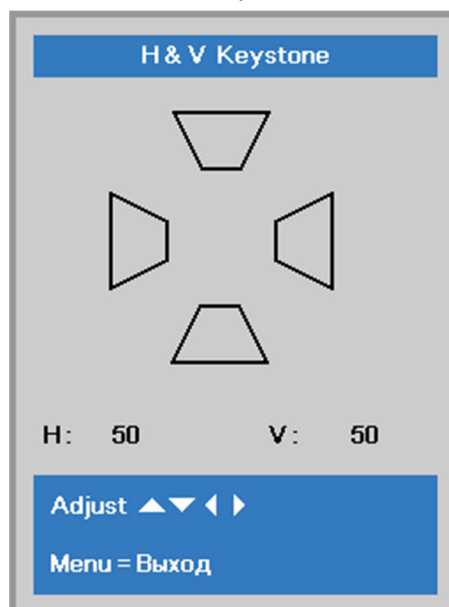 H & V Keystone
H: 50 V: 50
Adjust ▲▼◀▶
Menu = Выход